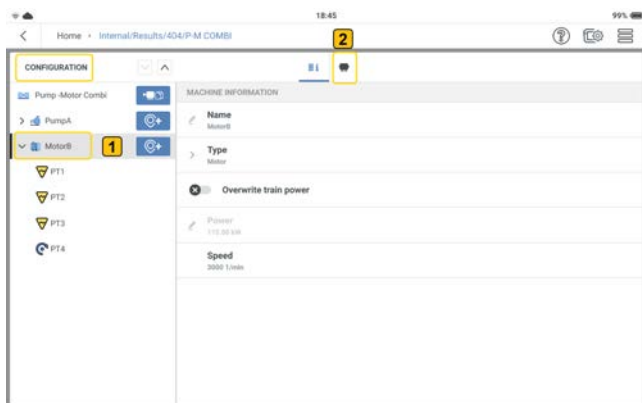 18:45
99%
Home • Internal/Results/404/P-M COMBI
2
CONFIGURATION
Pump -Motor Combi
MACHINE INFORMATION
PumpA
Name
MotorB
MotorB
1
Type
Motor
PT1
Overwrite train power
PT2
Power
PT3
Speed
3000 1/min
PT4